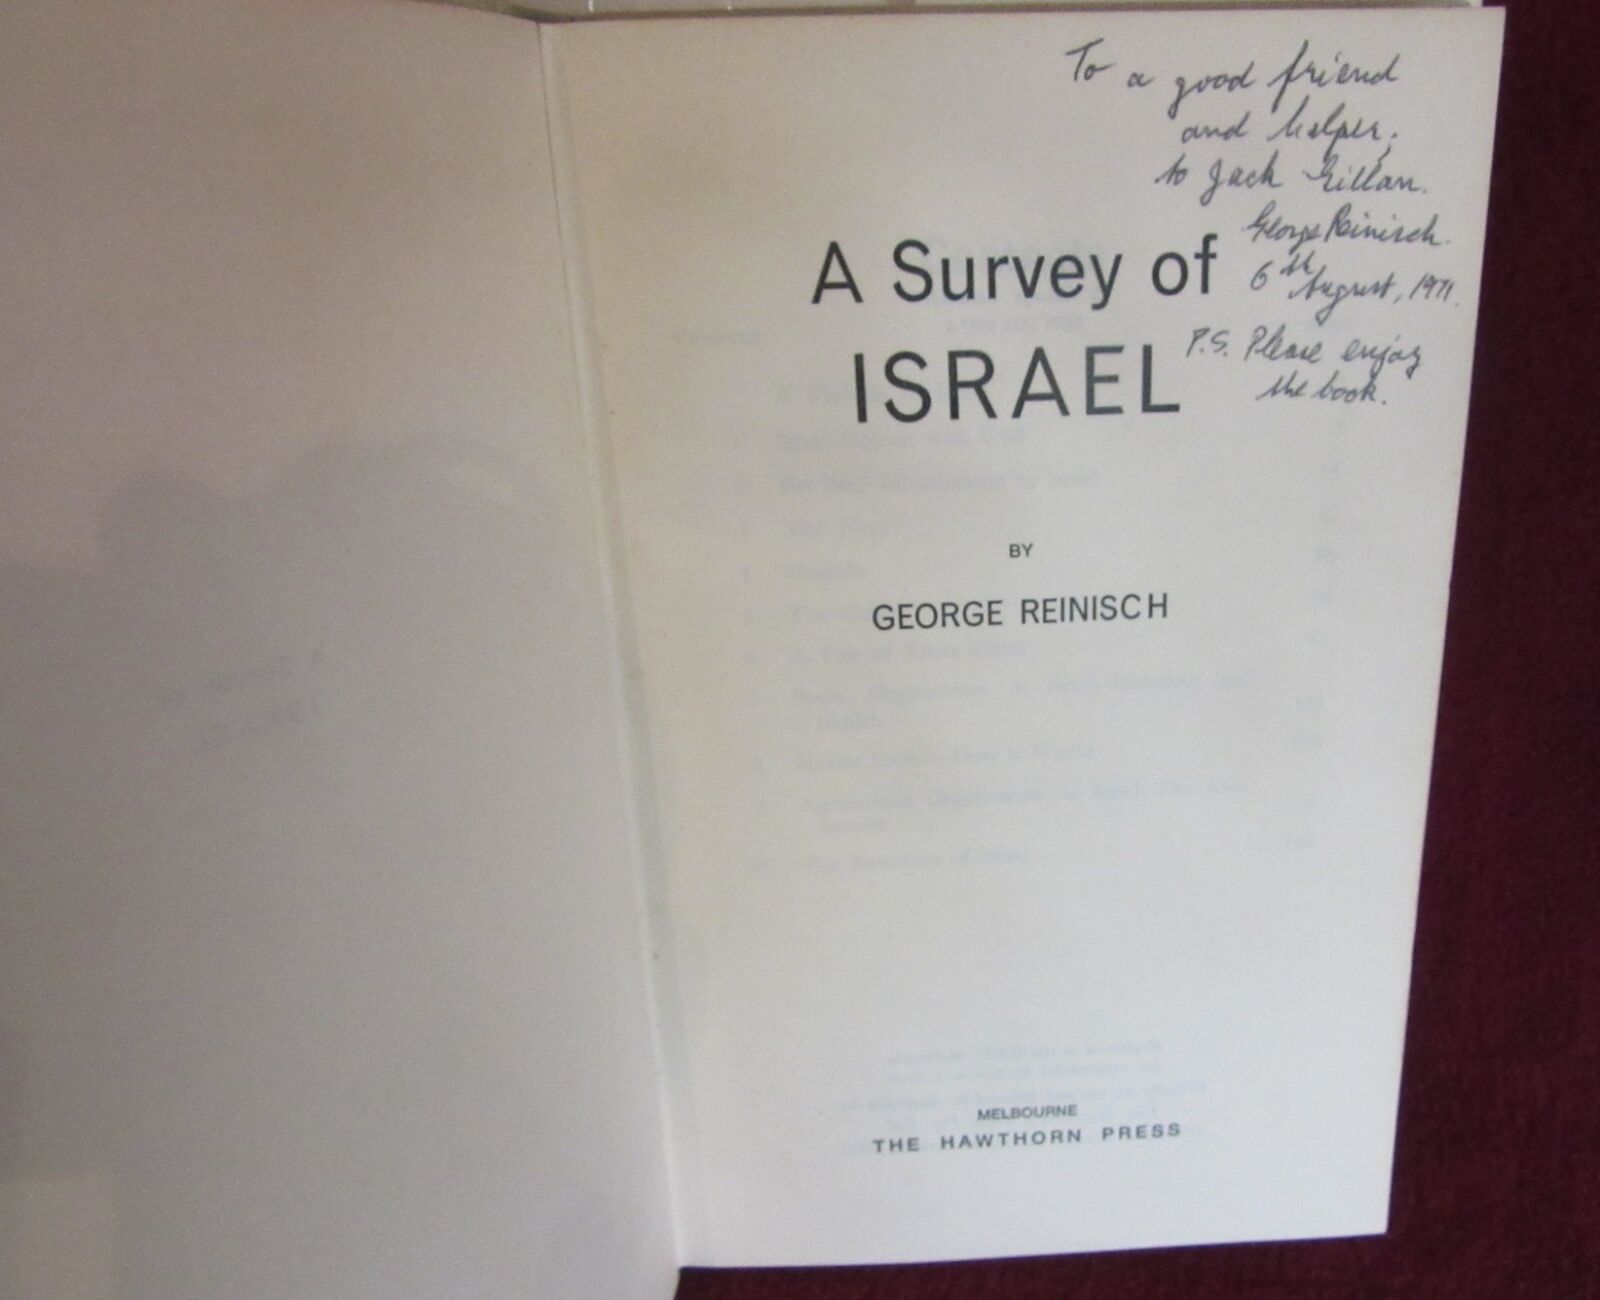 To a good friend
and helper,
to Jack Gillan.
George Reinisch.
6th August, 1971.
P.S. Please enjoy
the book.
A Survey of
ISRAEL
BY
GEORGE REINISCH
MELBOURNE
THE HAWTHORN PRESS